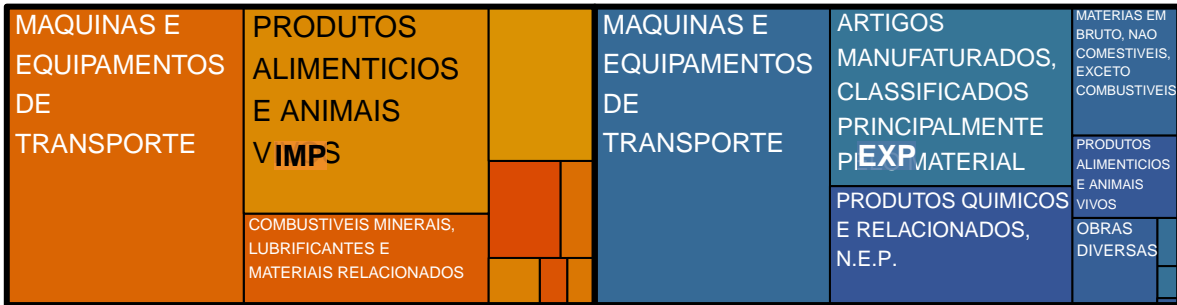 MAQUINAS E
EQUIPAMENTOS
DE
TRANSPORTE
PRODUTOS
ALIMENTICIOS
E ANIMAIS
IMP
COMBUSTIVEIS MINERAIS,
LUBRIFICANTES E
MATERIAIS RELACIONADOS
MAQUINAS E
EQUIPAMENTOS
DE
TRANSPORTE
ARTIGOS
MANUFATURADOS,
CLASSIFICADOS
PRINCIPALMENTE
EXP MATERIAL
PRODUTOS QUIMICOS
E RELACIONADOS,
N.E.P.
MATERIAS EM
BRUTO, NAO
COMESTIVEIS,
EXCETO
COMBUSTIVEIS
PRODUTOS
ALIMENTICIOS
E ANIMAIS
VIVOS
OBRAS
DIVERSAS